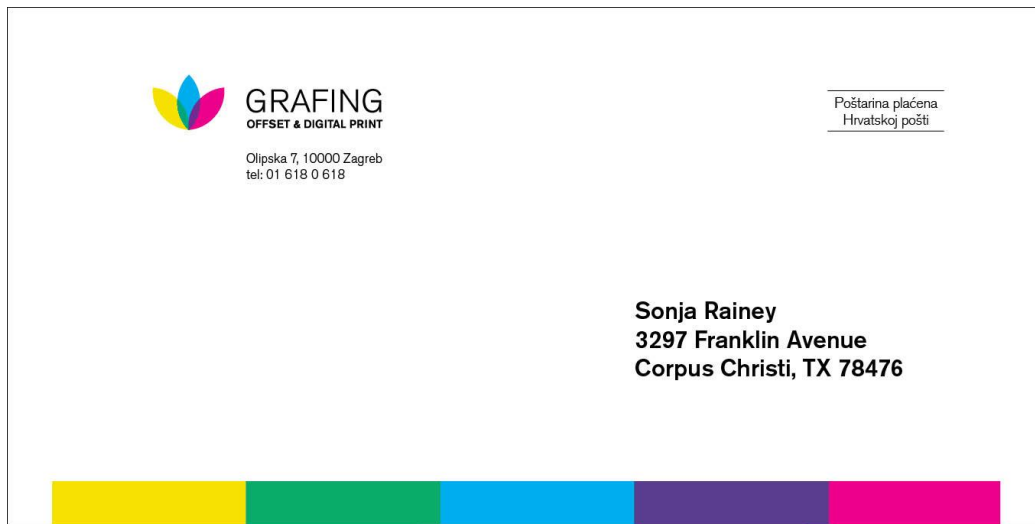 GRAFING
OFFSET & DIGITAL PRINT
Olipska 7, 10000 Zagreb
tel: 01 618 0 618
Poštarina plaćena
Hrvatskoj pošti
Sonja Rainey
3297 Franklin Avenue
Corpus Christi, TX 78476